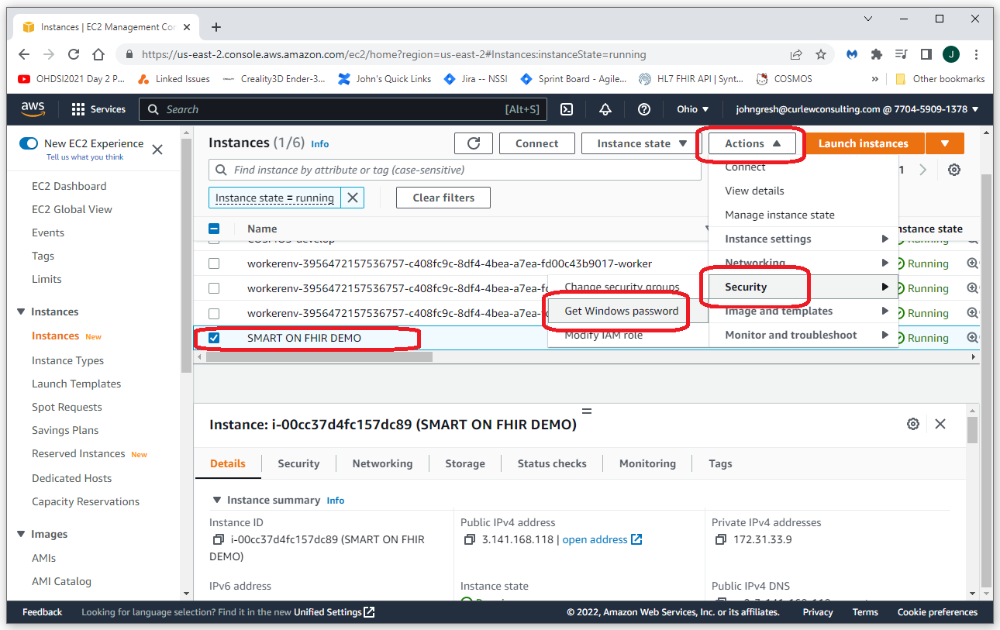 Instances | EC2 Management Con
https://us-east-2.console.aws.amazon.com/ec2/home?region=us-east-2#Instances:instanceState=running
J
OHDSI2021 Day 2 P... Linked Issues Creality3D Ender-3... John's Quick Links Jira -- NSSI Sprint Board - Agile... HL7 FHIR API | Synt... COSMOS » Other bookmarks
aws Services Search [Alt+S] Ohio johngresh@curlewconsulting.com @ 7704-5909-1378
New EC2 Experience
Tell us what you think
EC2 Dashboard
EC2 Global View
Events
Tags
Limits
Instances
Instances New
Instance Types
Launch Templates
Spot Requests
Savings Plans
Reserved Instances New
Dedicated Hosts
Capacity Reservations
Images
AMIs
AMI Catalog
Instances (1/6) Info
Connect Instance state Actions Launch instances
Find instance by attribute or tag (case-sensitive)
1
Instance state = running Clear filters
Connect
View details
Manage instance state
Instance settings
Networking
Security
Image and templates
Monitor and troubleshoot
Change security groups
Get Windows password
Modify IAM role
Name nstance state
COSMOS-develop Running
workerenv-3956472157536757-c408fc9c-8df4-4bea-a7ea-fd00c43b9017-worker Running
workerenv-3956472157536757-c408fc9c-8df4-4bea-a7ea-fd Running
workerenv-3956472157536757-c408fc9c-8df4-4bea-a7ea-fd Running
SMART ON FHIR DEMO Running
Instance: i-00cc37d4fc157dc89 (SMART ON FHIR DEMO)
Details Security Networking Storage Status checks Monitoring Tags
Instance summary Info
Instance ID
i-00cc37d4fc157dc89 (SMART ON FHIR
DEMO)
Public IPv4 address
3.141.168.118 | open address
Private IPv4 addresses
172.31.33.9
IPv6 address
Instance state
Public IPv4 DNS
Feedback Looking for language selection? Find it in the new Unified Settings © 2022, Amazon Web Services, Inc. or its affiliates. Privacy Terms Cookie preferences